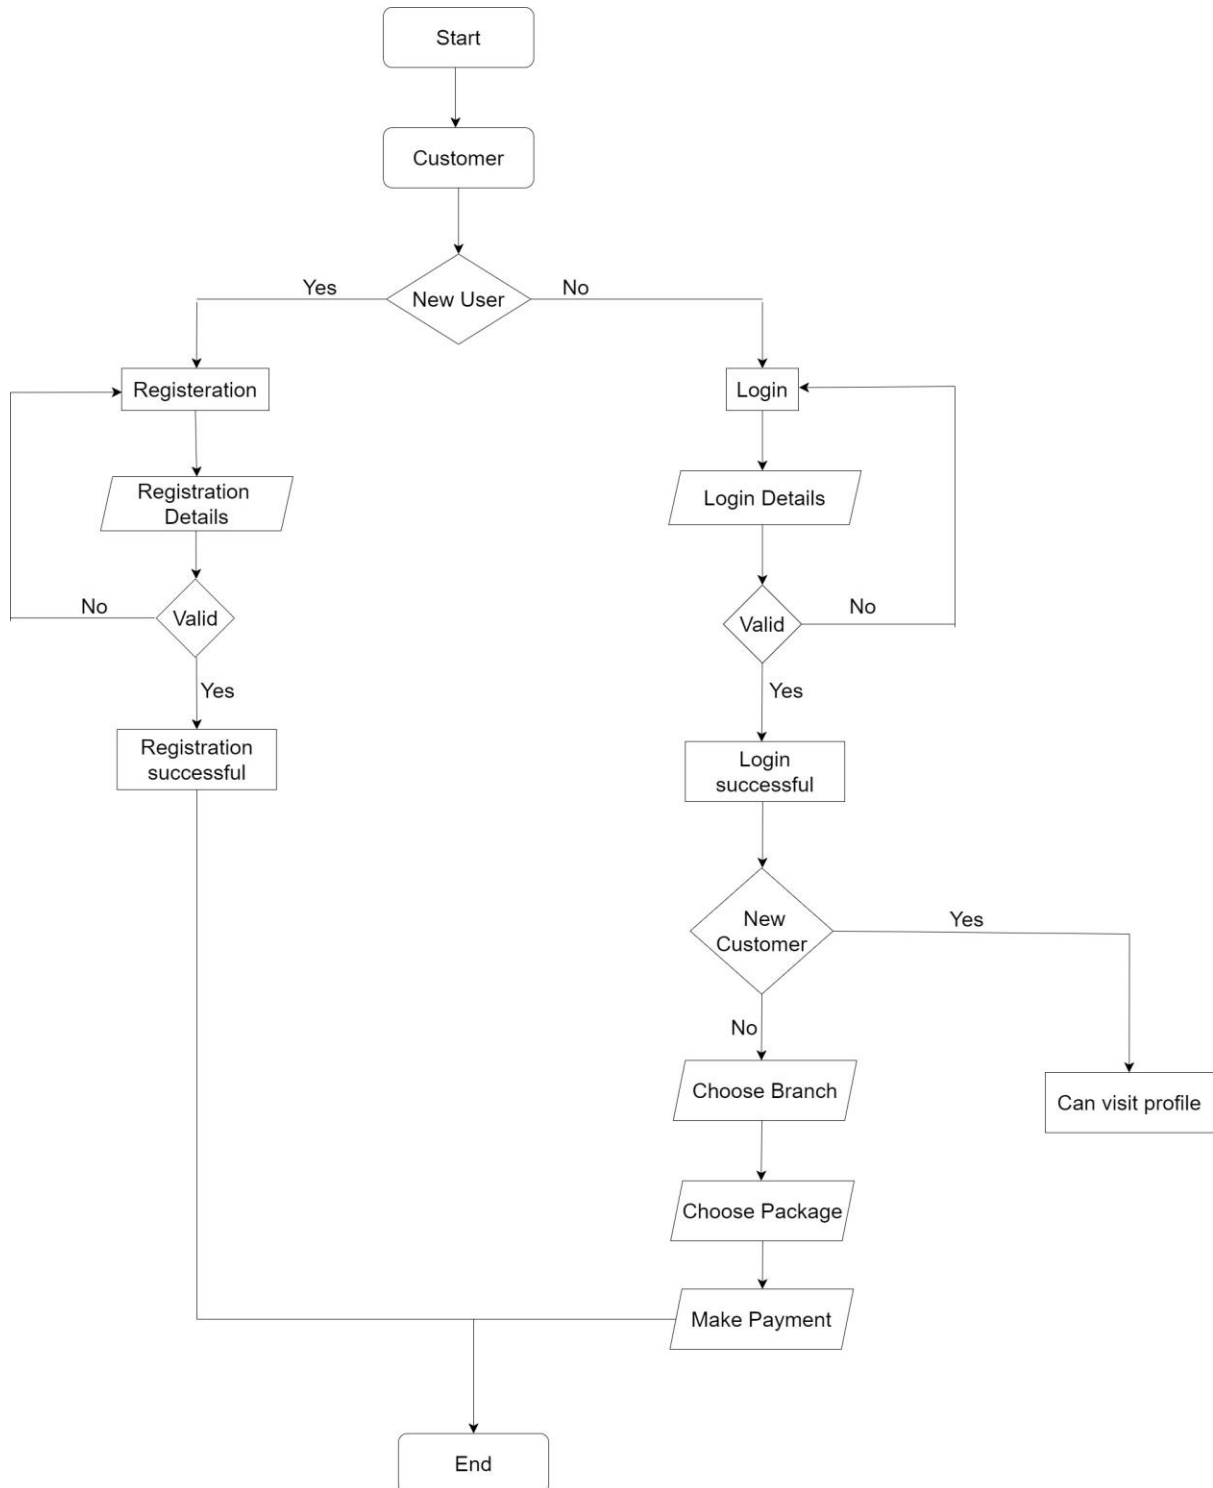 Start
Customer
Yes
New User
No
Registeration
Login
Registration
Details
Login Details
No
Valid
Valid
No
Yes
Yes
Registration
successful
Login
successful
New
Customer
Yes
No
Choose Branch
Can visit profile
Choose Package
Make Payment
End